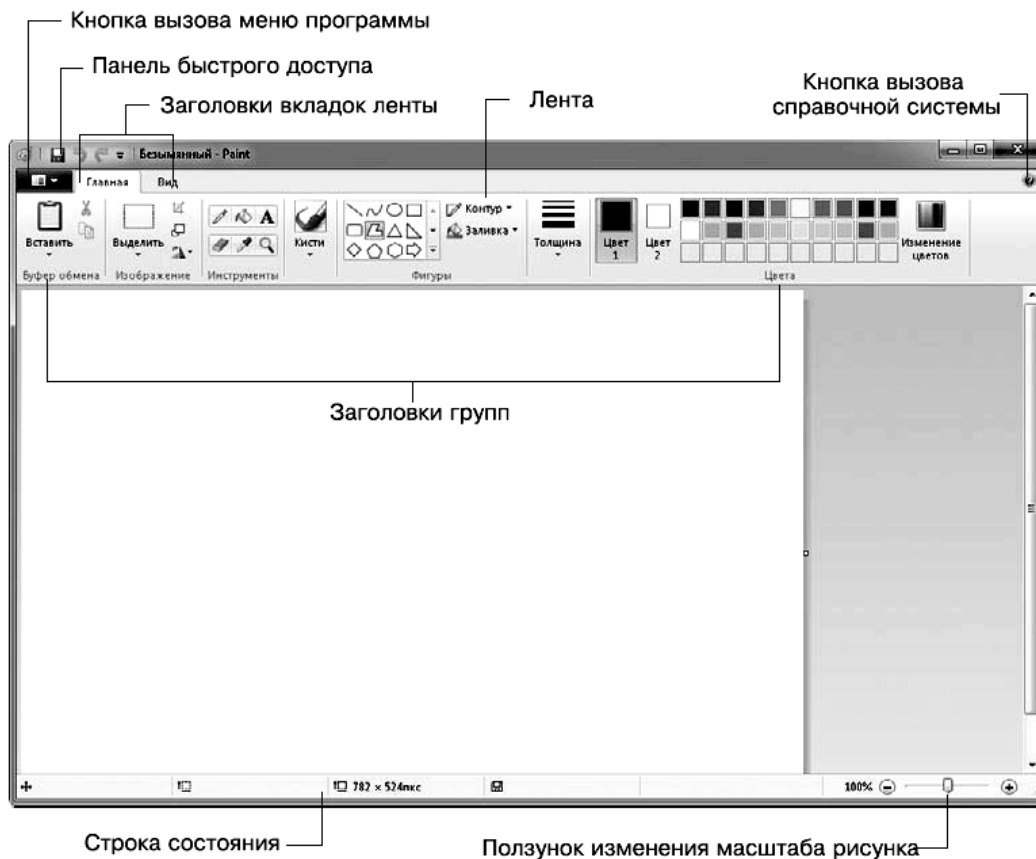 Кнопка вызова меню программы
Панель быстрого доступа
Заголовки вкладок ленты
Лента
Кнопка вызова
справочной системы
Безымянный - Paint
Главная Вид
Контур
Заливка
Вставить Выделить A Кисти Толщина Цвет 1 Цвет 2 Изменение цветов
Буфер обмена Изображение Инструменты Фигуры Цвета
Заголовки групп
782 × 524пкс 100%
Строка состояния
Ползунок изменения масштаба рисунка